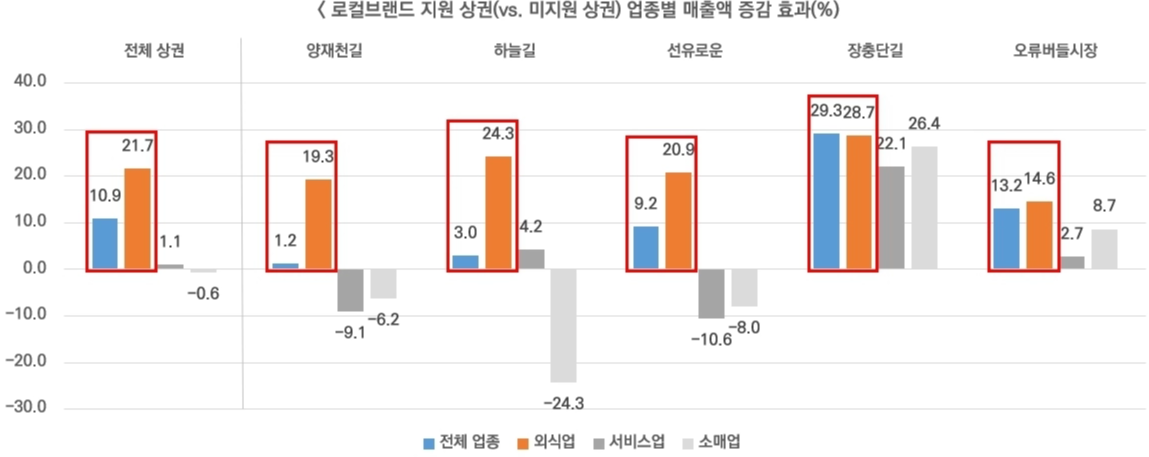 < 로컬브랜드 지원 상권(vs. 미지원 상권) 업종별 매출액 증감 효과(%)
전체 상권 양재천길 하늘길 선유로운 장충단길 오류버들시장
40.0
30.0
20.0
10.0
0.0
−10.0
−20.0
−30.0
10.9 21.7 1.1 −0.6
1.2 19.3 −9.1 −6.2
3.0 24.3 4.2 −24.3
9.2 20.9 −10.6 −8.0
29.3 28.7 22.1 26.4
13.2 14.6 2.7 8.7
전체 업종 외식업 서비스업 소매업